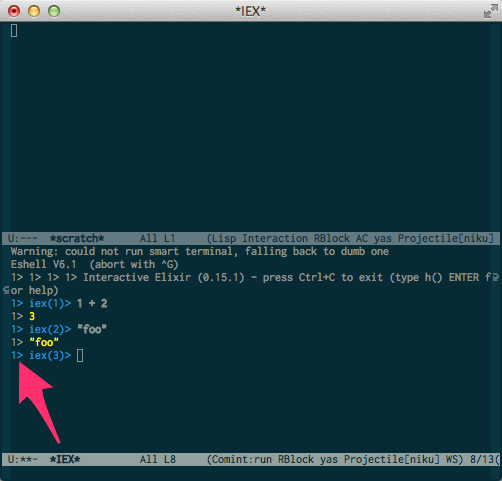 *IEX*
U:--- *scratch* All L1 (Lisp Interaction RBlock AC yas Projectile[niku]
Warning: could not run smart terminal, falling back to dumb one
Eshell V6.1 (abort with ^G)
1> 1> 1> 1> Interactive Elixir (0.15.1) - press Ctrl+C to exit (type h() ENTER f
or help)
1> iex(1)> 1 + 2
1> 3
1> iex(2)> "foo"
1> "foo"
1> iex(3)>
U:**- *IEX* All L8 (Comint:run RBlock yas Projectile[niku] WS) 8/13(